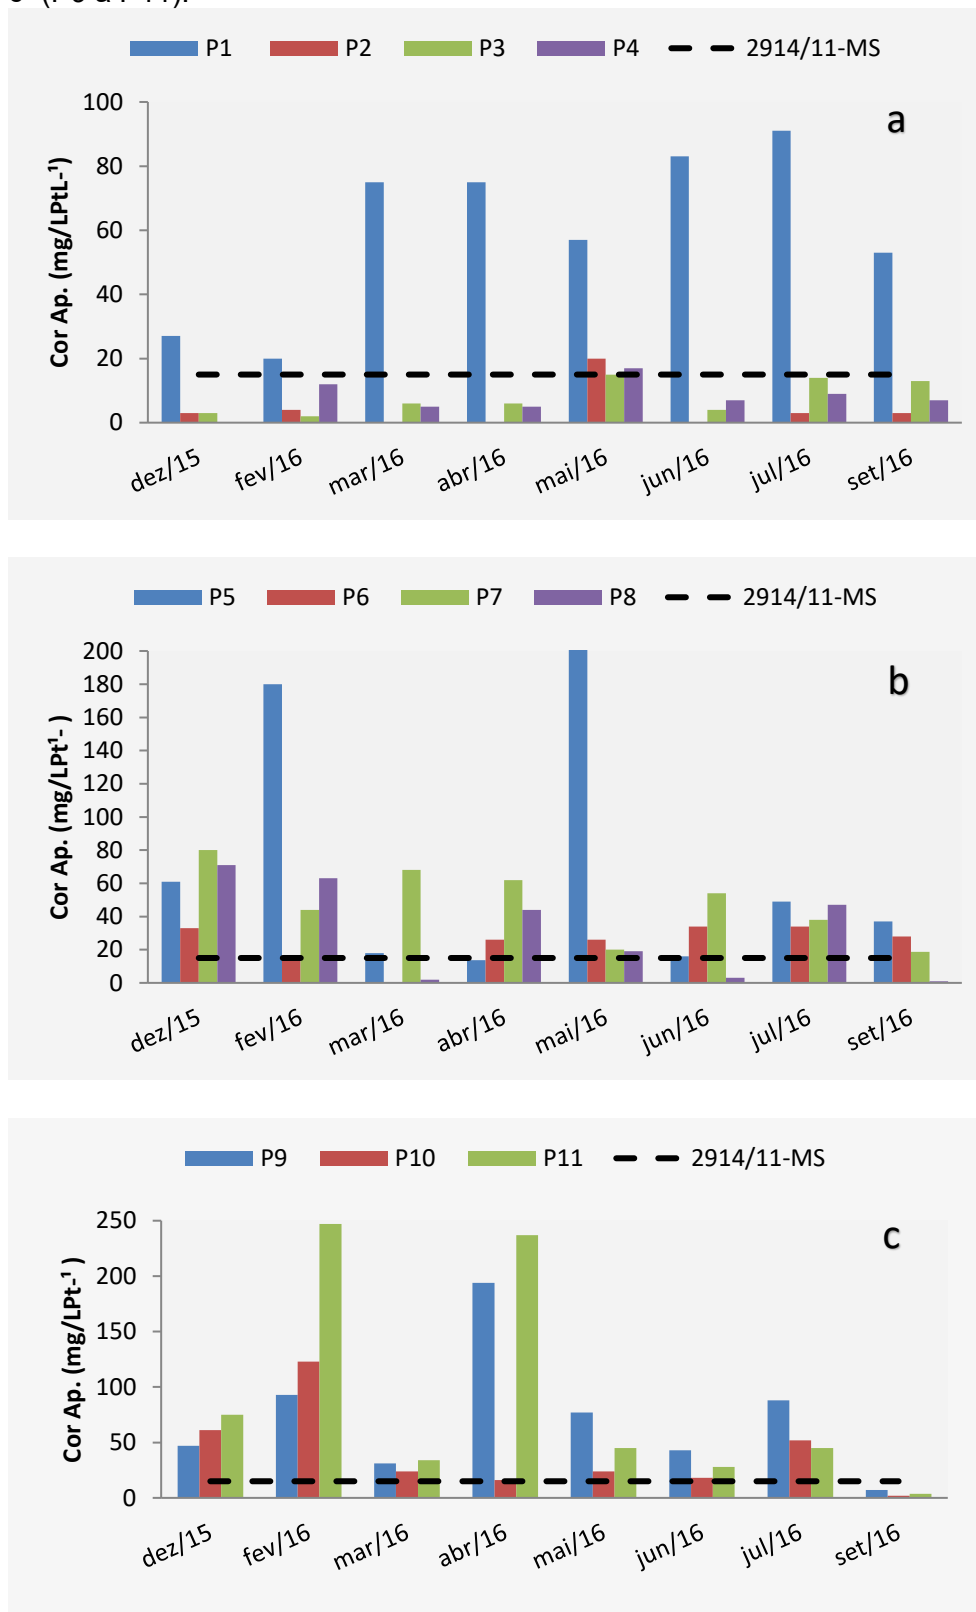 P1 P2 P3 P4 2914/11-MS
a
Cor Ap. (mg/LPtL-¹)
100
80
60
40
20
0
dez/15 fev/16 mar/16 abr/16 mai/16 jun/16 jul/16 set/16
P5 P6 P7 P8 2914/11-MS
b
Cor Ap. (mg/LPt¹- )
200
180
160
140
120
100
80
60
40
20
0
dez/15 fev/16 mar/16 abr/16 mai/16 jun/16 jul/16 set/16
P9 P10 P11 2914/11-MS
c
Cor Ap. (mg/LPt-¹ )
250
200
150
100
50
0
dez/15 fev/16 mar/16 abr/16 mai/16 jun/16 jul/16 set/16